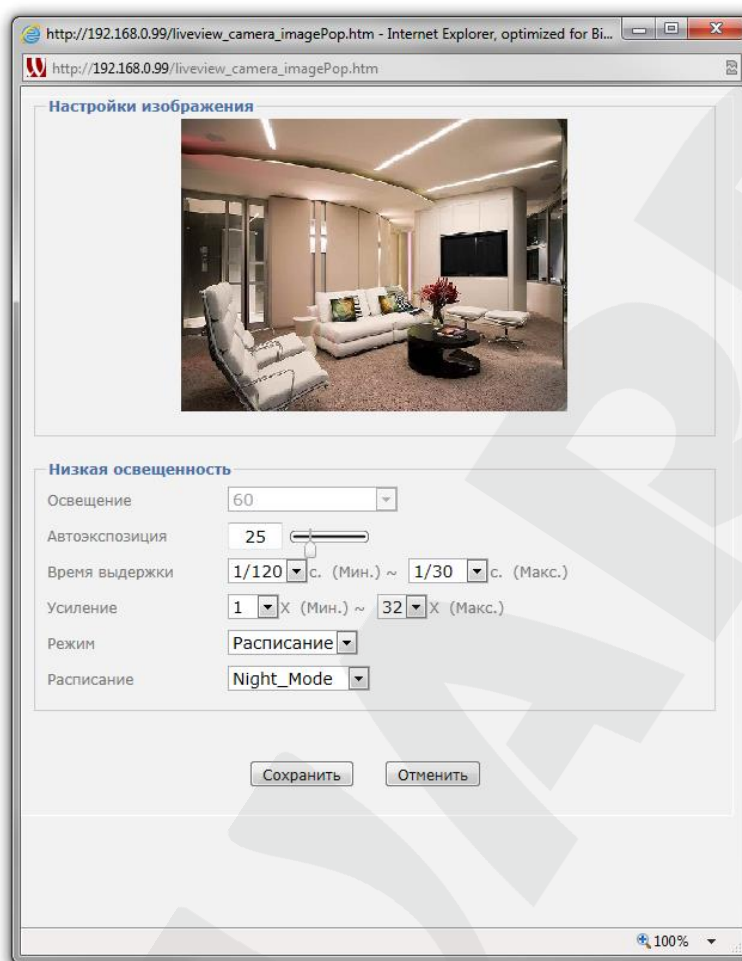 http://192.168.0.99/liveview_camera_imagePop.htm - Internet Explorer, optimized for Bi...
http://192.168.0.99/liveview_camera_imagePop.htm
Настройки изображения
Низкая освещенность
Освещение 60
Автоэкспозиция 25
Время выдержки 1/120 с. (Мин.) ~ 1/30 с. (Макс.)
Усиление 1 X (Мин.) ~ 32 X (Макс.)
Режим Расписание
Расписание Night_Mode
Сохранить Отменить
100%